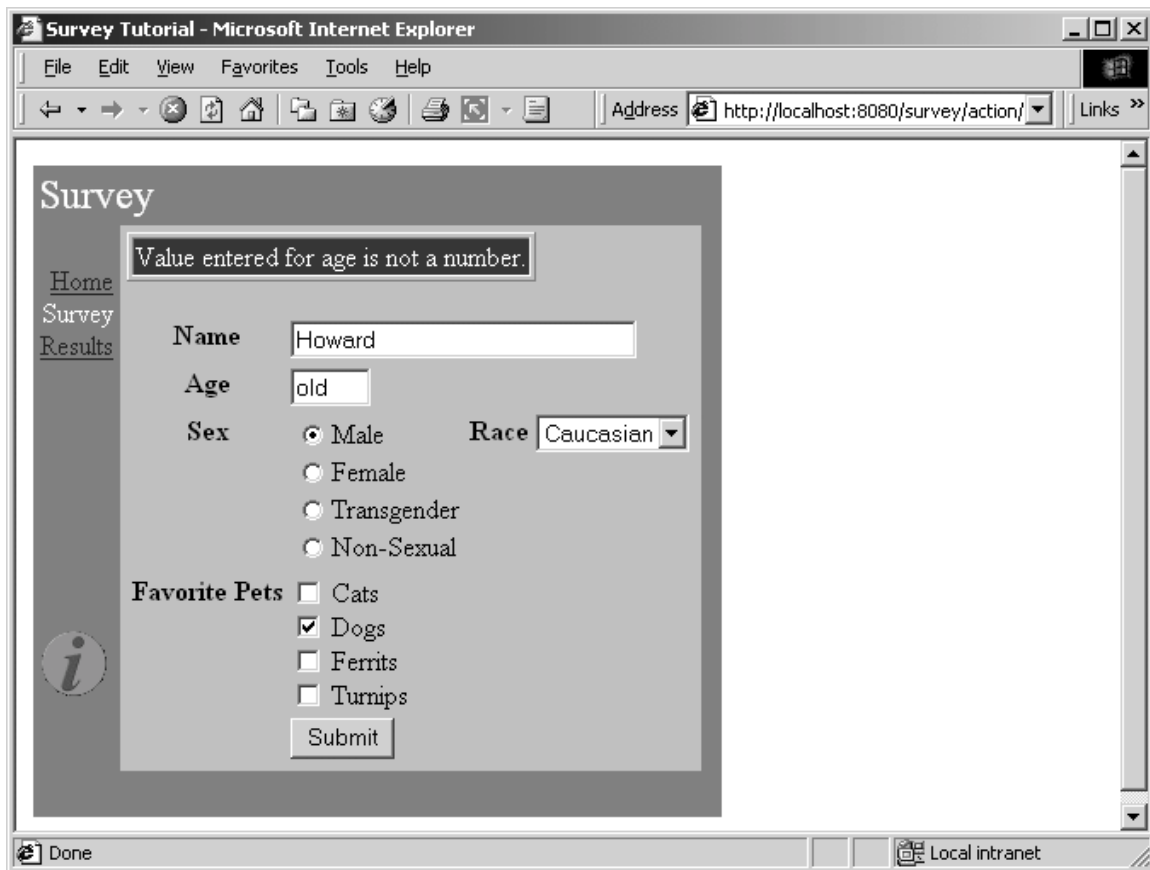 Survey Tutorial - Microsoft Internet Explorer
File Edit View Favorites Tools Help
Address http://localhost:8080/survey/action/ Links »
Survey
Value entered for age is not a number.
Home
Survey
Results
Name Howard
Age old
Sex Male Race Caucasian
Female
Transgender
Non-Sexual
Favorite Pets Cats
Dogs
Ferrits
Turnips
i
Submit
Done Local intranet